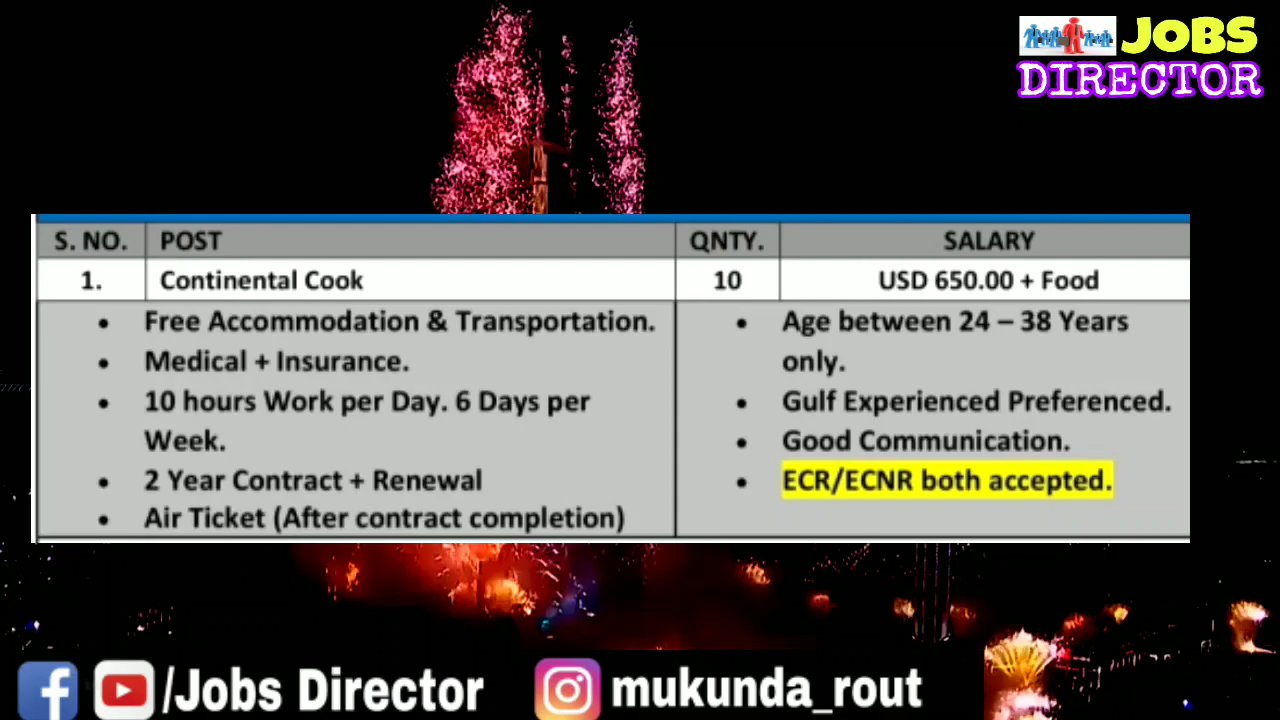 JOBS
DIRECTOR
S. NO. POST QNTY. SALARY
1. Continental Cook 10 USD 650.00 + Food
• Free Accommodation & Transportation.
• Medical + Insurance.
• 10 hours Work per Day. 6 Days per
Week.
• 2 Year Contract + Renewal
• Air Ticket (After contract completion)
• Age between 24 – 38 Years
only.
• Gulf Experienced Preferenced.
• Good Communication.
• ECR/ECNR both accepted.
/Jobs Director mukunda_rout